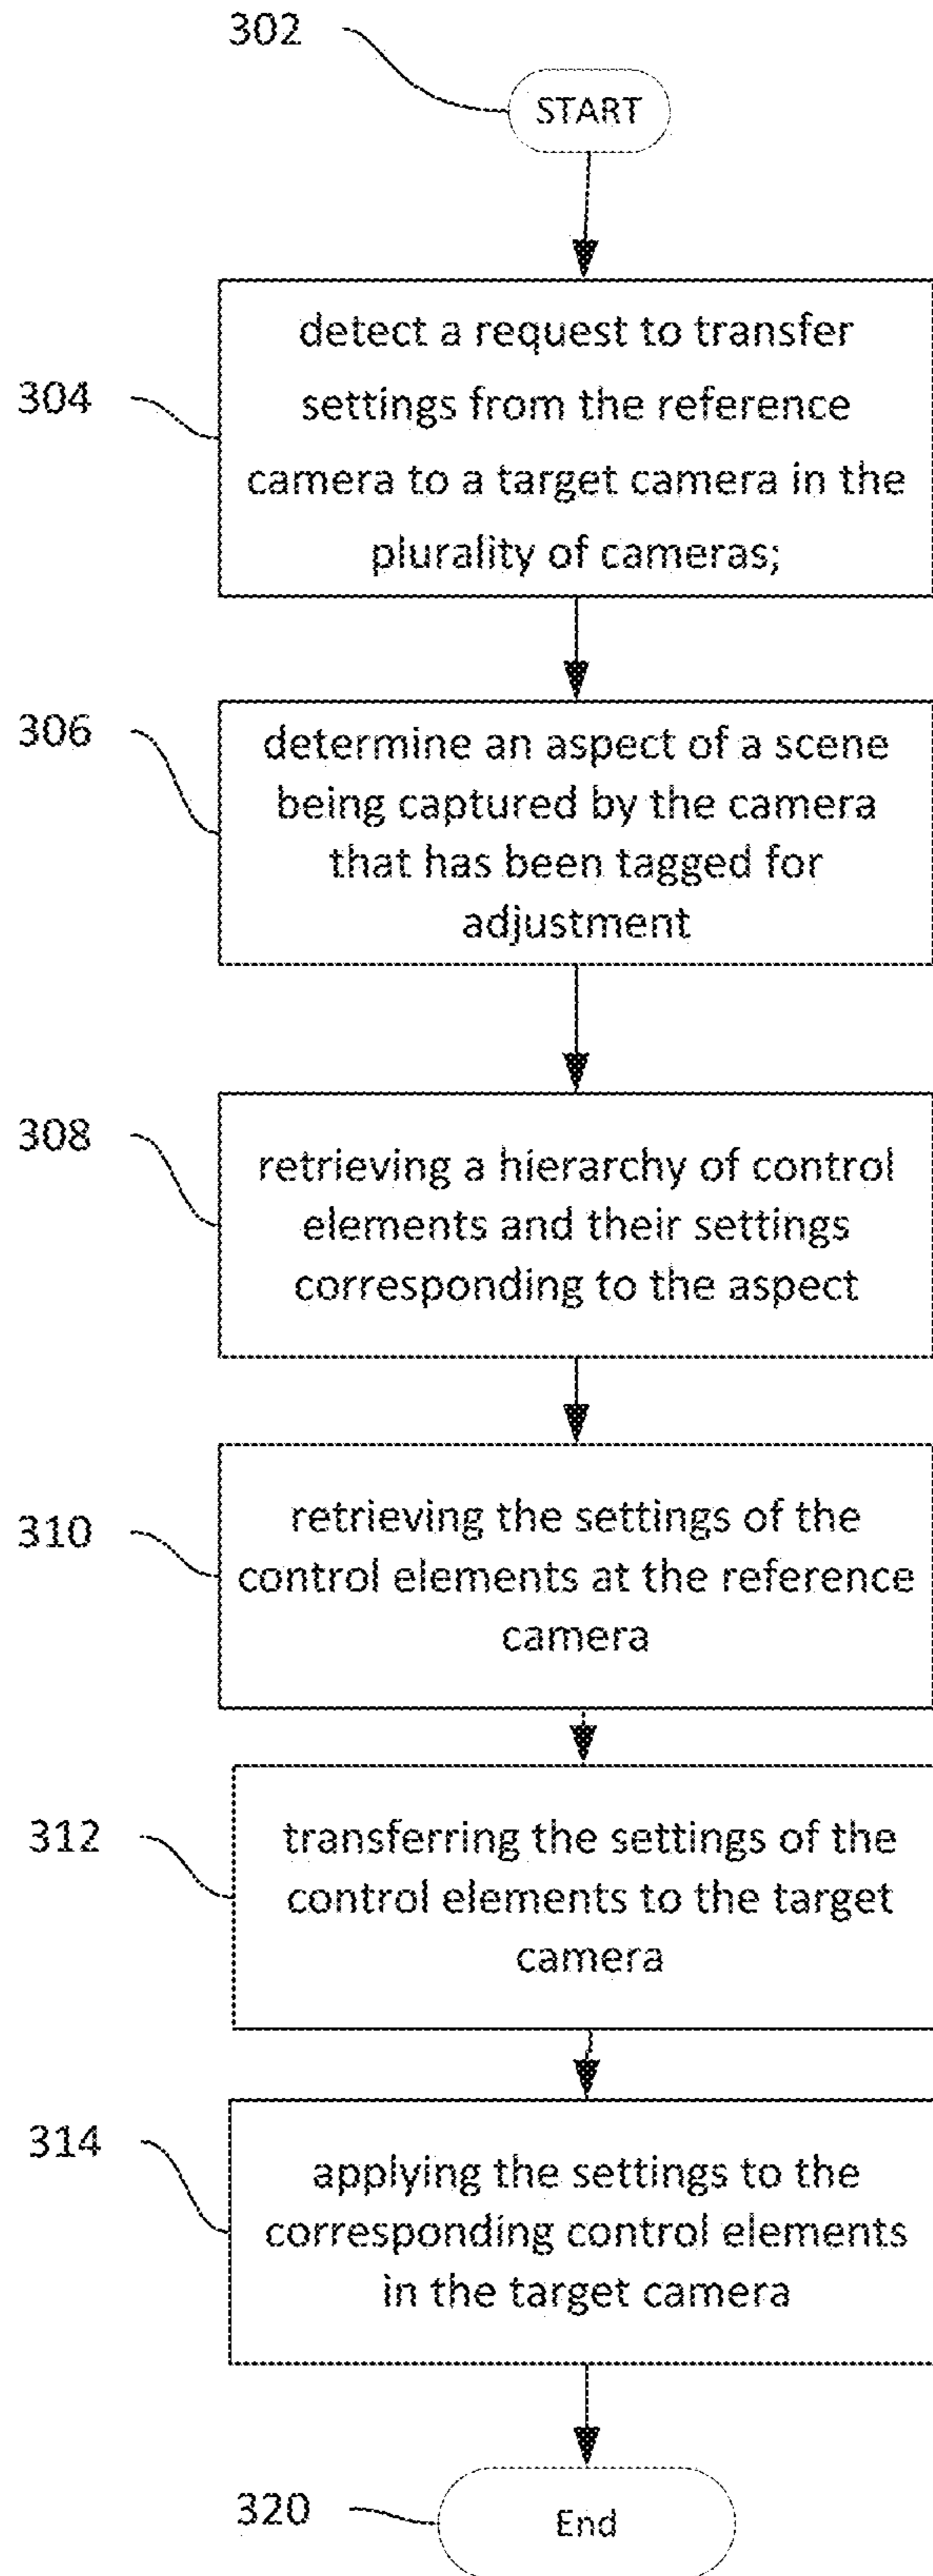 302
START
304
detect a request to transfer
settings from the reference
camera to a target camera in the
plurality of cameras;
306
determine an aspect of a scene
being captured by the camera
that has been tagged for
adjustment
308
retrieving a hierarchy of control
elements and their settings
corresponding to the aspect
310
retrieving the settings of the
control elements at the reference
camera
312
transferring the settings of the
control elements to the target
camera
314
applying the settings to the
corresponding control elements
in the target camera
320
End